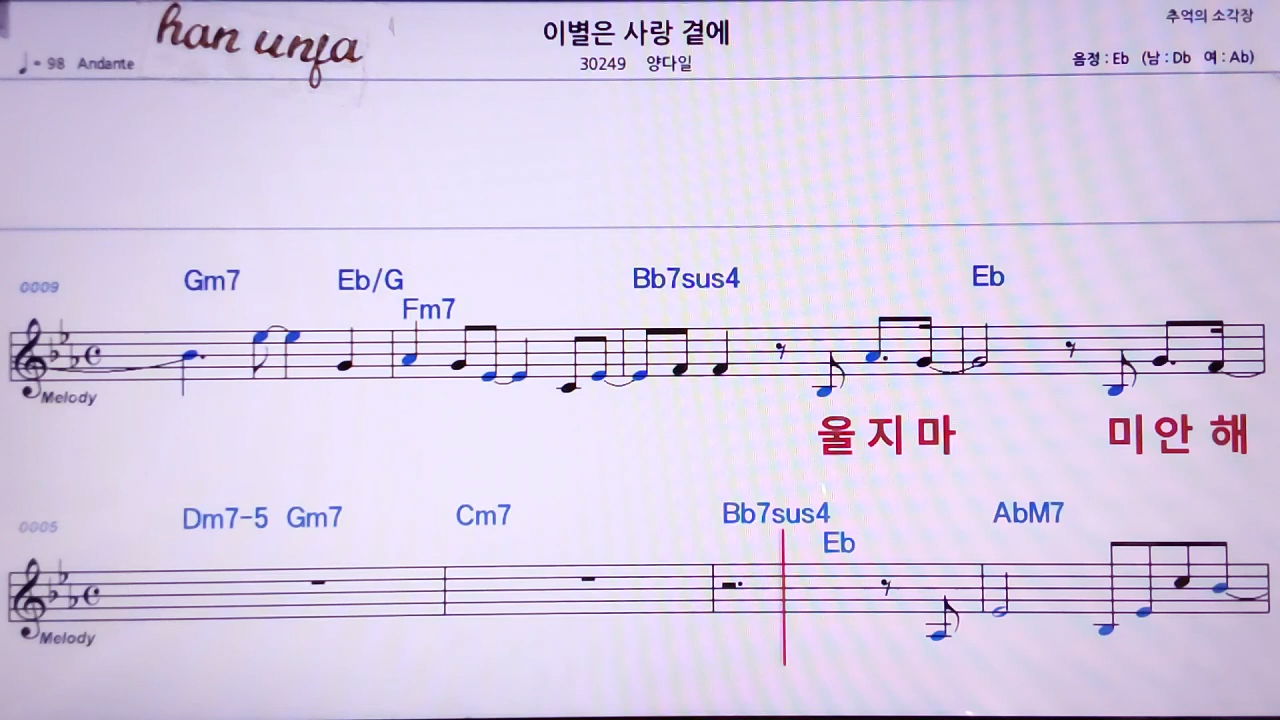 han unfa
이별은 사랑 곁에
추억의 소각장
♩ = 98 Andante
30249 양다일
음정 : Eb (남 : Db 여 : Ab)
0009
Gm7 Eb/G Bb7sus4 Eb
Fm7
Melody
울지마 미안 해
0005
Dm7-5 Gm7 Cm7 Bb7sus4 AbM7
Eb
Melody